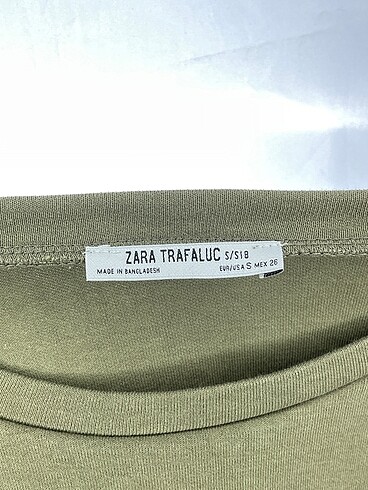 ZARA TRAFALUC S/S18
MADE IN BANGLADESH
EUR/USA S MEX 26